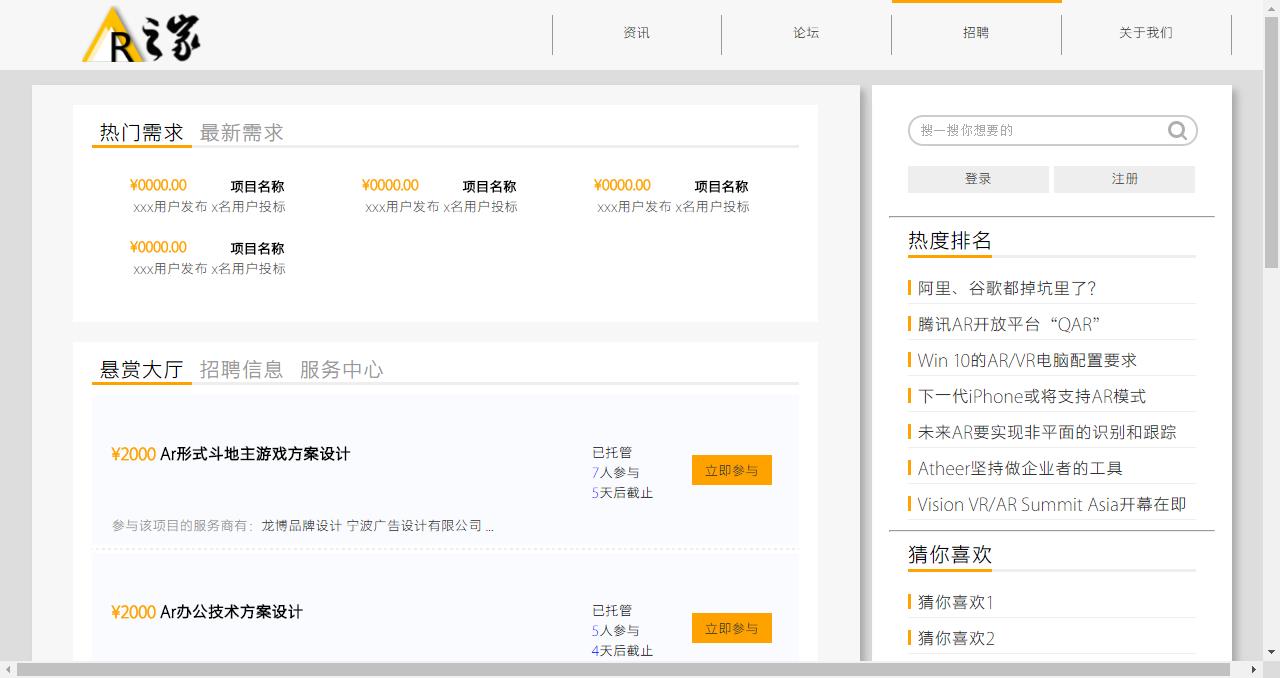 R之家
资讯 论坛 招聘 关于我们
热门需求 最新需求
¥0000.00 项目名称
xxx用户发布 x名用户投标
¥0000.00 项目名称
xxx用户发布 x名用户投标
¥0000.00 项目名称
xxx用户发布 x名用户投标
¥0000.00 项目名称
xxx用户发布 x名用户投标
悬赏大厅 招聘信息 服务中心
¥2000 Ar形式斗地主游戏方案设计
已托管
7人参与
5天后截止
立即参与
参与该项目的服务商有: 龙博品牌设计 宁波广告设计有限公司 ...
¥2000 Ar办公技术方案设计
已托管
5人参与
4天后截止
立即参与
搜一搜你想要的
登录 注册
热度排名
阿里、谷歌都掉坑里了?
腾讯AR开放平台“QAR”
Win 10的AR/VR电脑配置要求
下一代iPhone或将支持AR模式
未来AR要实现非平面的识别和跟踪
Atheer坚持做企业者的工具
Vision VR/AR Summit Asia开幕在即
猜你喜欢
猜你喜欢1
猜你喜欢2